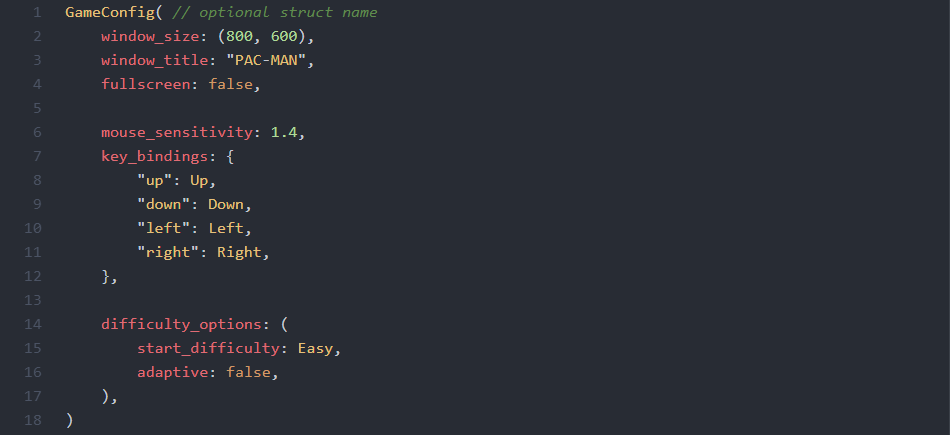 1 GameConfig( // optional struct name
2     window_size: (800, 600),
3     window_title: "PAC-MAN",
4     fullscreen: false,
5
6     mouse_sensitivity: 1.4,
7     key_bindings: {
8         "up": Up,
9         "down": Down,
10         "left": Left,
11         "right": Right,
12     },
13
14     difficulty_options: (
15         start_difficulty: Easy,
16         adaptive: false,
17     ),
18 )